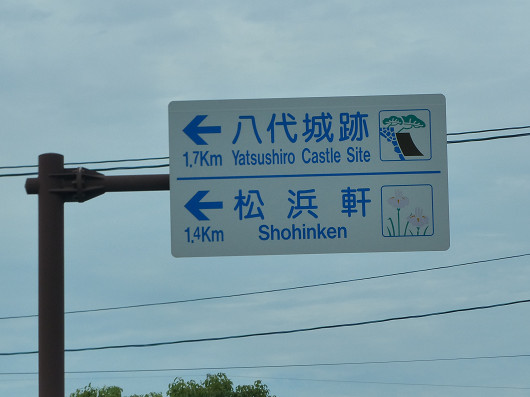 ← 八代城跡
1.7Km Yatsushiro Castle Site
← 松浜軒
1.4Km Shohinken